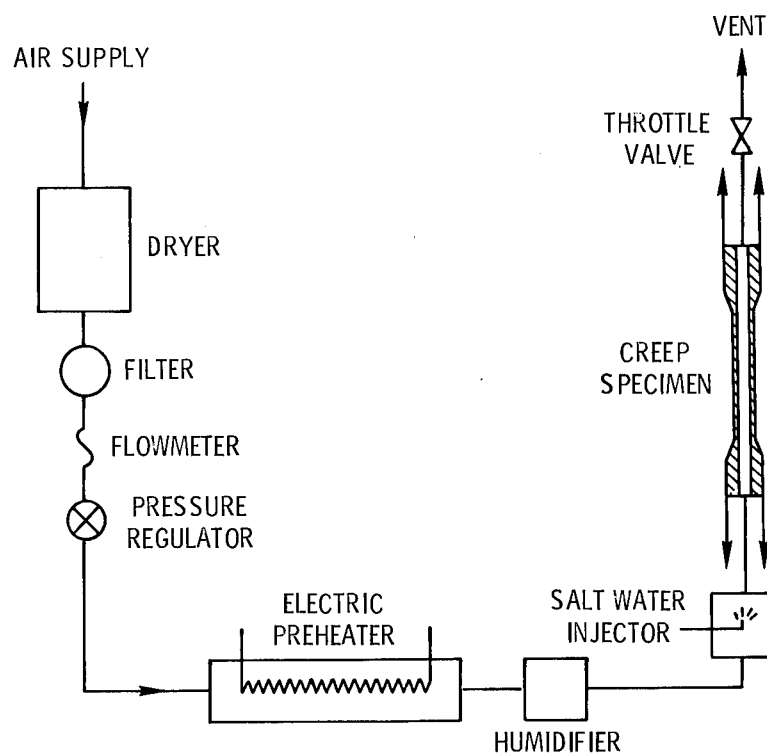 AIR SUPPLY
DRYER
FILTER
FLOWMETER
PRESSURE
REGULATOR
ELECTRIC
PREHEATER
HUMIDIFIER
SALT WATER
INJECTOR
CREEP
SPECIMEN
THROTTLE
VALVE
VENT